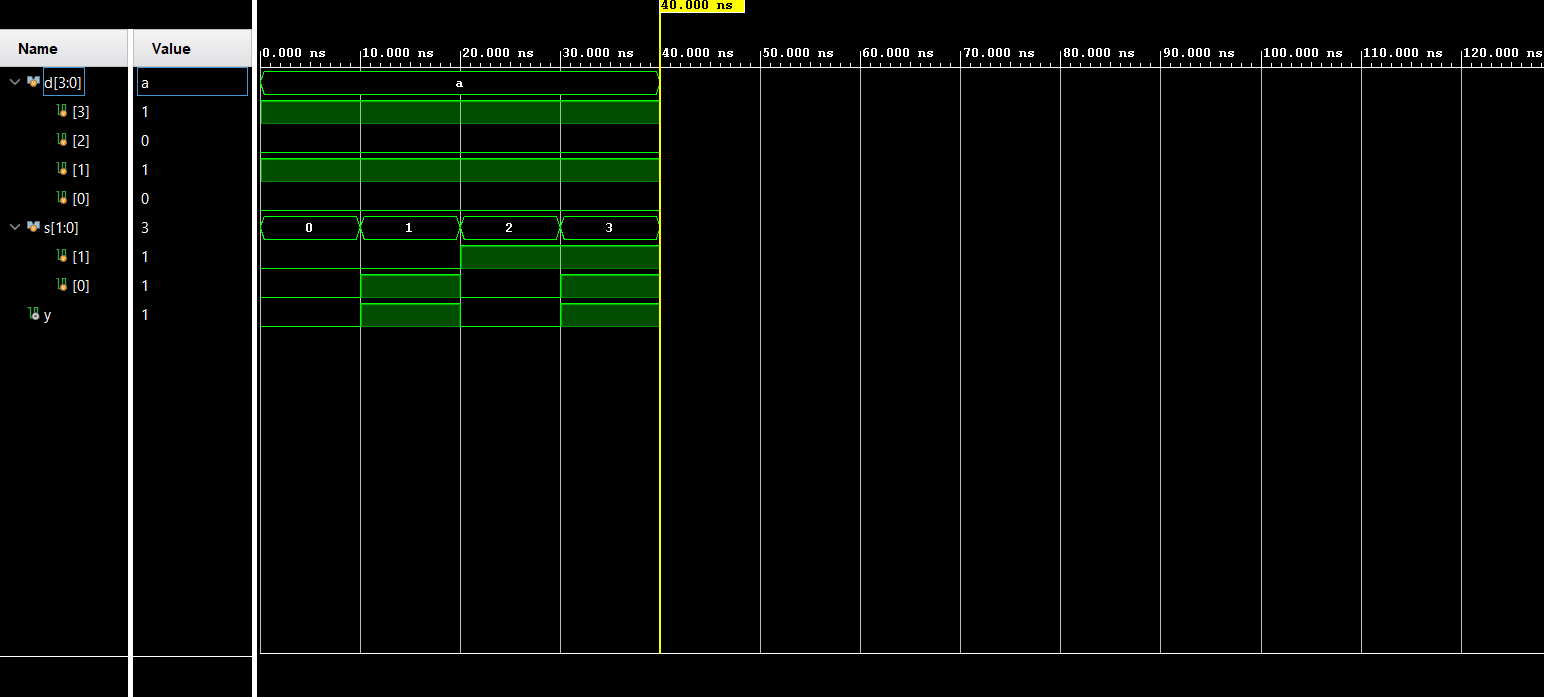 40.000 ns
Name Value
0.000 ns 10.000 ns 20.000 ns 30.000 ns 40.000 ns 50.000 ns 60.000 ns 70.000 ns 80.000 ns 90.000 ns 100.000 ns 110.000 ns 120.000 ns
d[3:0] a a
[3] 1
[2] 0
[1] 1
[0] 0
s[1:0] 3 0 1 2 3
[1] 1
[0] 1
y 1